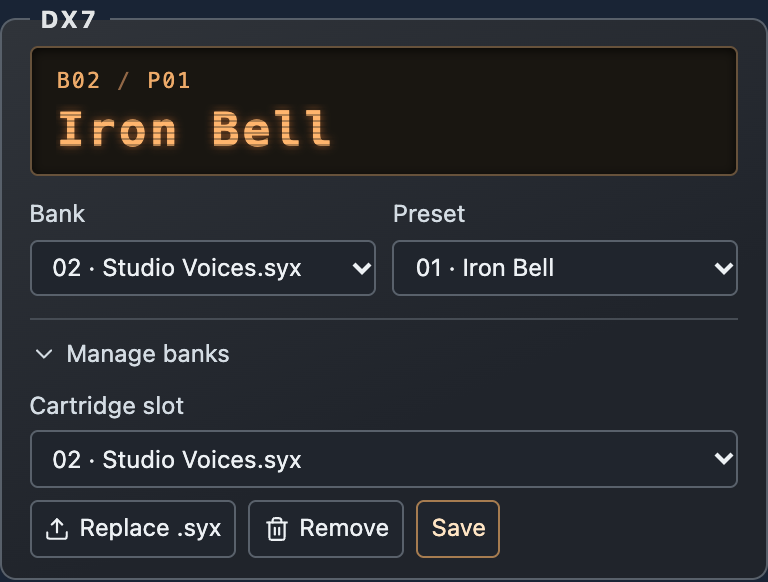 DX7
B02 / P01
Iron Bell
Bank
Preset
02 · Studio Voices.syx
01 · Iron Bell
Manage banks
Cartridge slot
02 · Studio Voices.syx
Replace .syx
Remove
Save